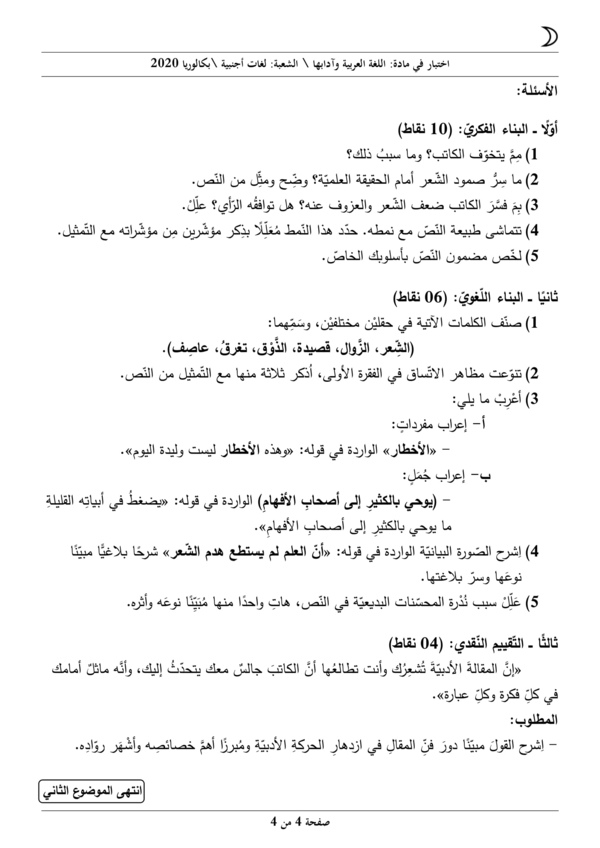 اختبار في مادة: اللغة العربية وآدابها \ الشعبة: لغات أجنبية \بكالوريا 2020
الأسئلة:
أوّلًا ـ البناء الفكريّ: (10 نقاط)
1) مِمَّ يتخوّف الكاتب؟ وما سببُ ذلك؟
2) ما سِرُّ صمود الشّعر أمام الحقيقة العلميّة؟ وضّح ومثِّل من النّص.
3) بِمَ فسَّرَ الكاتب ضعف الشّعر والعزوف عنه؟ هل توافقُه الرّأي؟ علِّلْ.
4) تتماشى طبيعة النّصّ مع نمطه. حدّد هذا النّمط مُعَلِّلًا بذِكر مؤشّرين مِن مؤشّراته مع التّمثيل.
5) لخّص مضمون النّصّ بأسلوبك الخاصّ.
ثانيًا ـ البناء اللّغويّ: (06 نقاط)
1) صنّف الكلمات الآتية في حقليْن مختلفيْن، وسَمِّهما:
(الشّعر، الزَّوال، قصيدة، الذَّوْق، تغرقُ، عاصِف).
2) تنوّعت مظاهر الاتّساق في الفقرة الأولى، اُذكر ثلاثة منها مع التّمثيل من النّص.
3) أعْرِبْ ما يلي:
أ– إعراب مفرداتٍ:
– «الأخطار» الواردة في قوله: «وهذه الأخطار ليست وليدة اليوم».
ب– إعراب جُمَلٍ:
– (يوحي بالكثيرِ إلى أصحابِ الأفهامِ) الواردة في قوله: «يضغطُ في أبياتِه القليلةِ
ما يوحي بالكثيرِ إلى أصحابِ الأفهامِ».
4) اِشرح الصّورة البيانيّة الواردة في قوله: «أنّ العلم لم يستطع هدم الشّعر» شرحًا بلاغيًّا مبيّنًا
نوعَها وسرّ بلاغتها.
5) عَلِّلْ سبب نُدْرة المحسّنات البديعيّة في النّص، هاتِ واحدًا منها مُبَيِّنًا نوعَه وأثره.
ثالثًا ـ التّقييم النّقدي: (04 نقاط)
«إنَّ المقالةَ الأدبيّةَ تُشعِرُك وأنت تطالعُها أنَّ الكاتبَ جالسٌ معك يتحدّثُ إليك، وأنَّه ماثلٌ أمامك
في كلِّ فكرة وكلِّ عبارة».
المطلوب:
– اِشرح القولَ مبيّنًا دورَ فنِّ المقالِ في ازدهارِ الحركةِ الأدبيّةِ ومُبرزًا أهمَّ خصائصِه وأشْهَر روّادِه.
انتهى الموضوع الثاني
صفحة 4 من 4